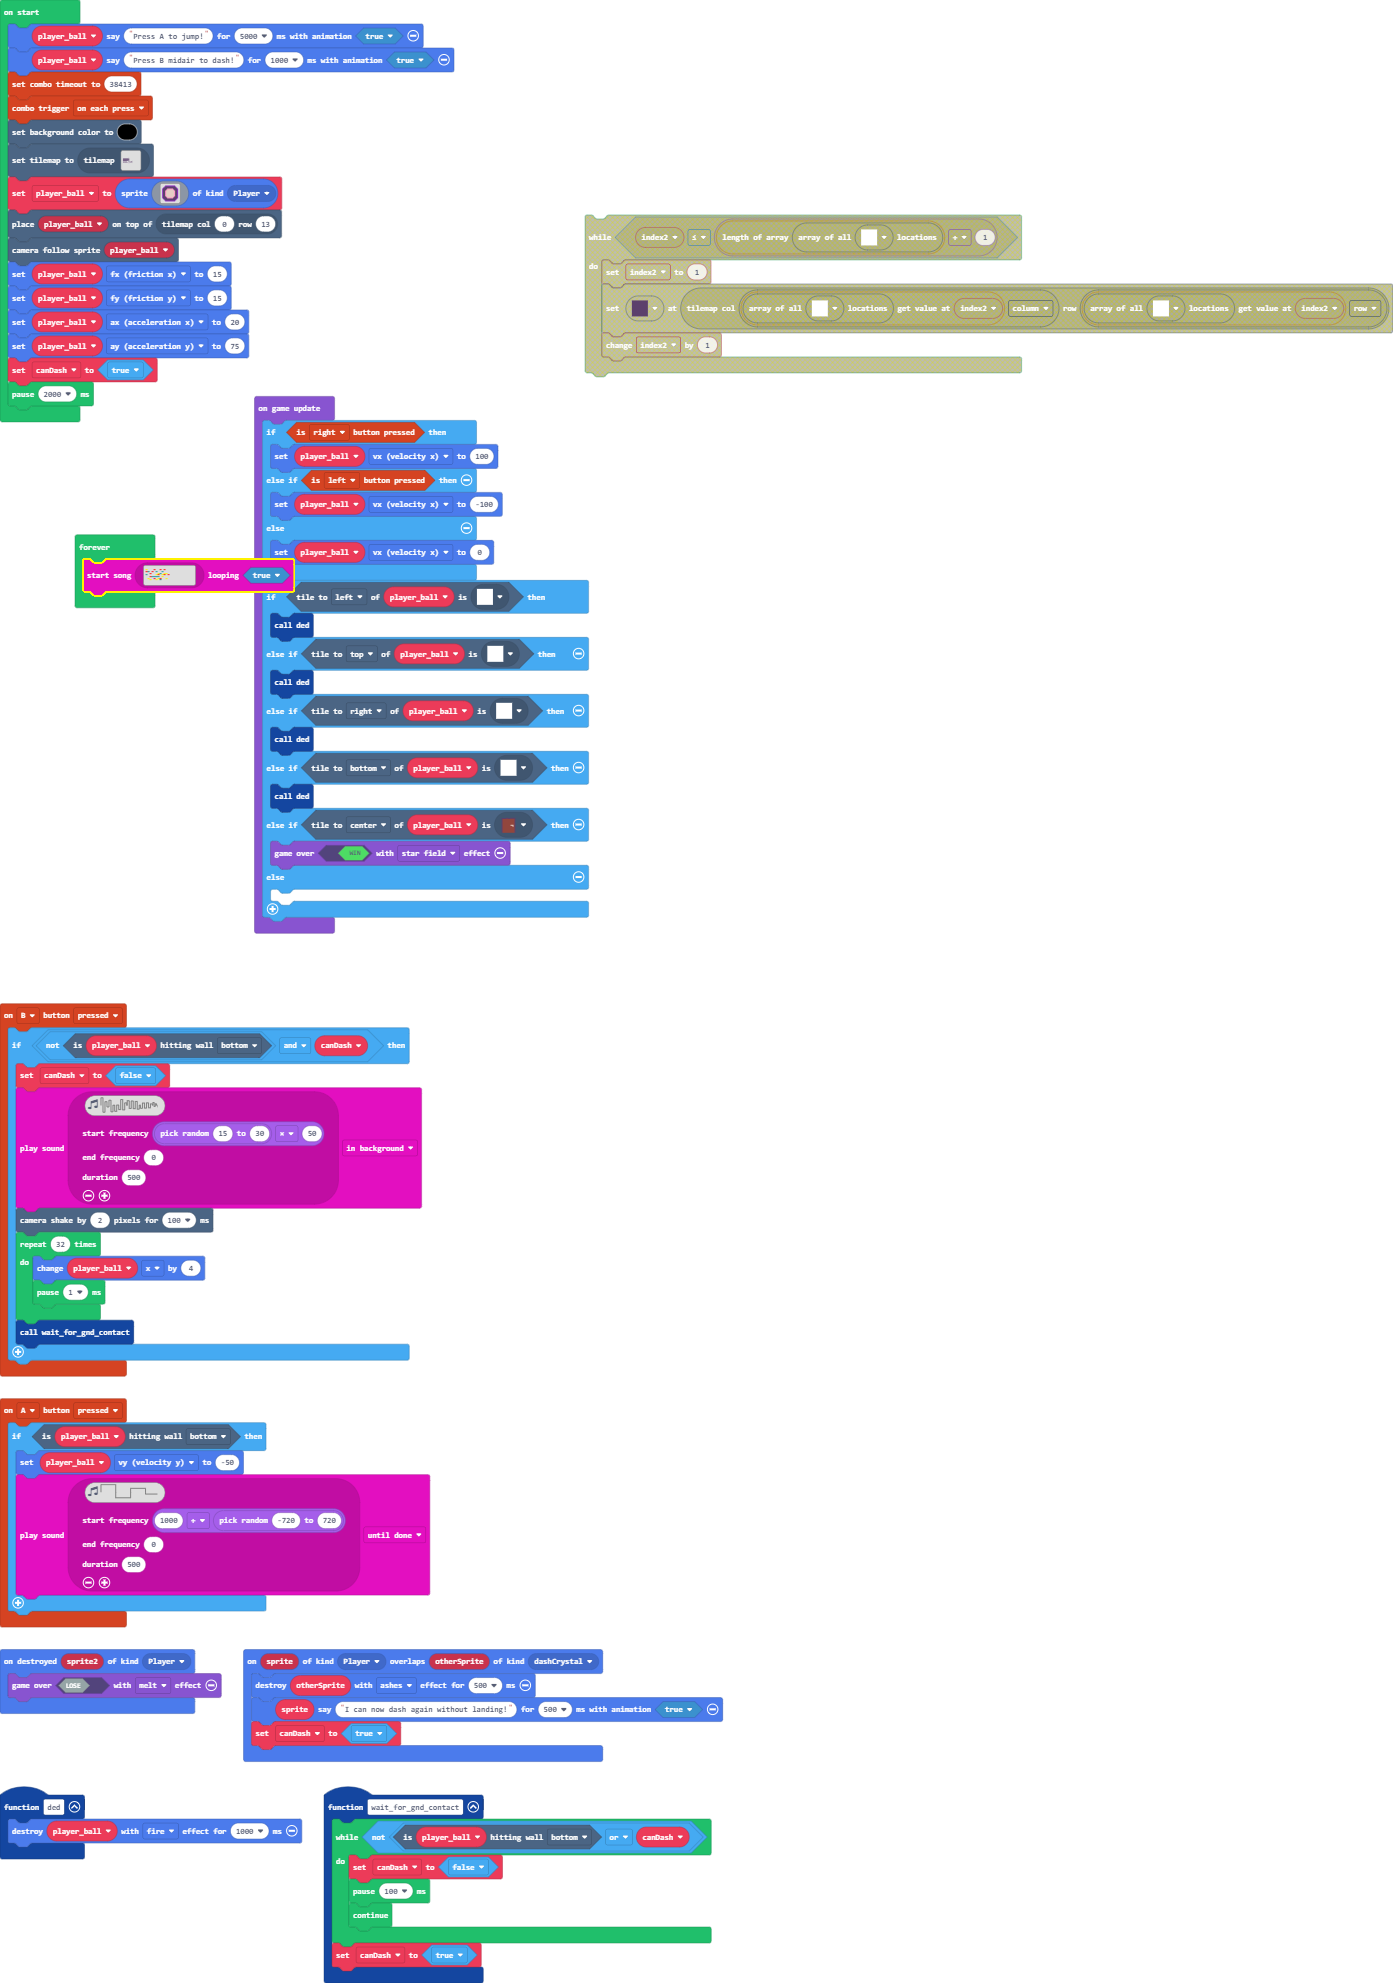 on start
player_ball say "Press A to jump!" for 5000 ms with animation true
player_ball say "Press B midair to dash!" for 1000 ms with animation true
set combo timeout to 38413
combo trigger on each press
set background color to
set tilemap to tilemap
set player_ball to sprite of kind Player
place player_ball on top of tilemap col 0 row 13
camera follow sprite player_ball
set player_ball fx (friction x) to 15
set player_ball fy (friction y) to 15
set player_ball ax (acceleration x) to 20
set player_ball ay (acceleration y) to 75
set canDash to true
pause 2000 ms
while index2 ≤ length of array array of all locations + 1
do set index2 to 1
set at tilemap col array of all locations get value at index2 column row array of all locations get value at index2 row
change index2 by 1
on game update
if is right button pressed then
set player_ball vx (velocity x) to 100
else if is left button pressed then
set player_ball vx (velocity x) to -100
else
set player_ball vx (velocity x) to 0
forever
start song looping true
if tile to left of player_ball is then
call ded
else if tile to top of player_ball is then
call ded
else if tile to right of player_ball is then
call ded
else if tile to bottom of player_ball is then
call ded
else if tile to center of player_ball is then
game over WIN with star field effect
else
on B button pressed
if not is player_ball hitting wall bottom and canDash then
set canDash to false
play sound
start frequency pick random 15 to 30 × 50
end frequency 0
duration 500
in background
camera shake by 2 pixels for 100 ms
repeat 32 times
do change player_ball x by 4
pause 1 ms
call wait_for_gnd_contact
on A button pressed
if is player_ball hitting wall bottom then
set player_ball vy (velocity y) to -50
play sound
start frequency 1000 + pick random -720 to 720
end frequency 0
duration 500
until done
on destroyed sprite2 of kind Player
game over LOSE with melt effect
on sprite of kind Player overlaps otherSprite of kind dashCrystal
destroy otherSprite with ashes effect for 500 ms
sprite say "I can now dash again without landing!" for 500 ms with animation true
set canDash to true
function ded
destroy player_ball with fire effect for 1000 ms
function wait_for_gnd_contact
while not is player_ball hitting wall bottom or canDash
do set canDash to false
pause 100 ms
continue
set canDash to true